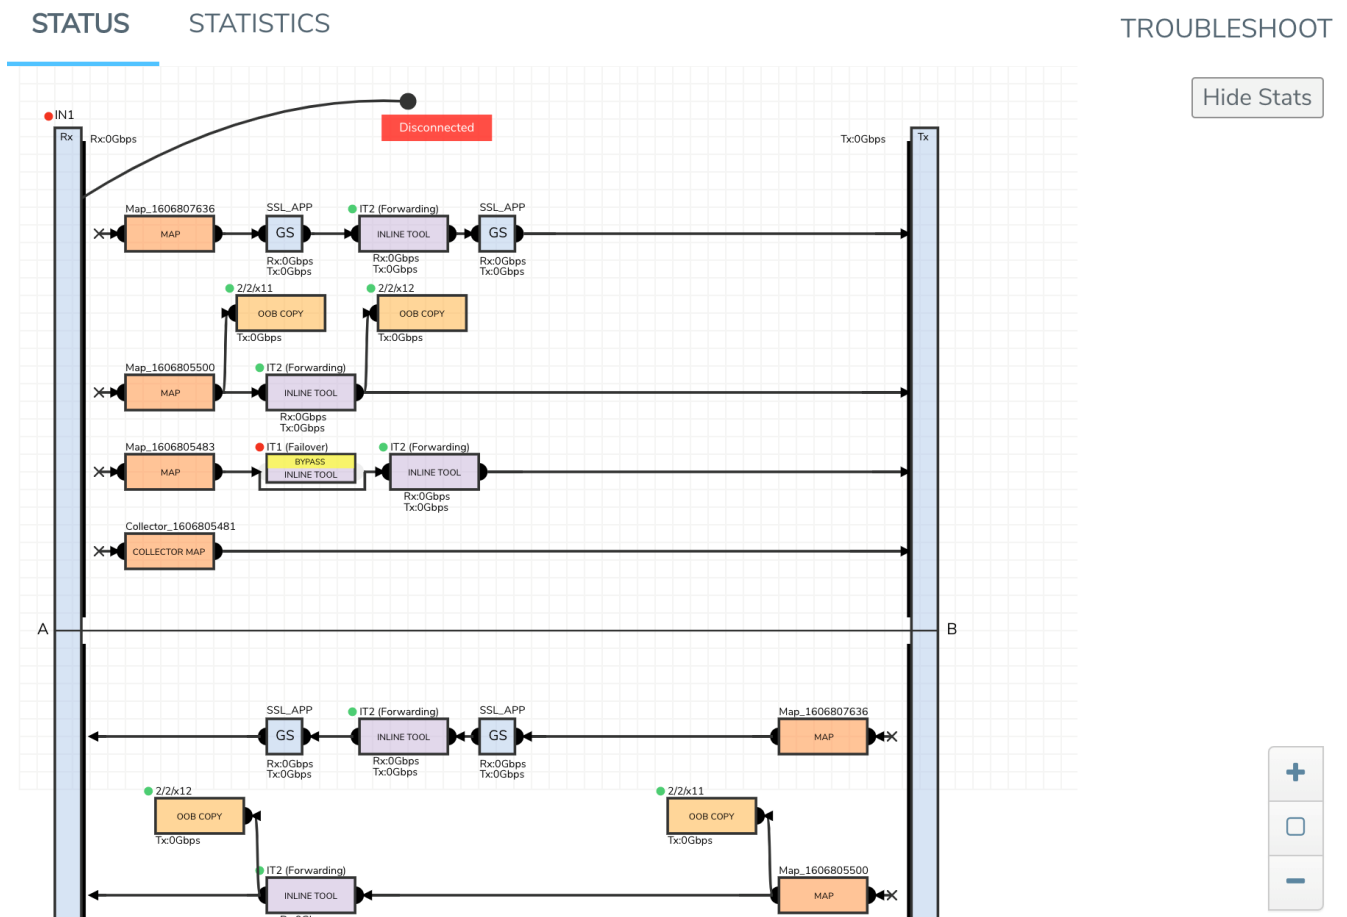 STATUS
STATISTICS
TROUBLESHOOT
Hide Stats
IN1
Disconnected
Rx
Rx:0Gbps
Tx:0Gbps
Tx
Map_1606807636
SSL_APP
IT2 (Forwarding)
SSL_APP
MAP
GS
INLINE TOOL
GS
Rx:0Gbps
Tx:0Gbps
Rx:0Gbps
Tx:0Gbps
Rx:0Gbps
Tx:0Gbps
2/2/x11
2/2/x12
OOB COPY
OOB COPY
Tx:0Gbps
Tx:0Gbps
Map_1606805500
IT2 (Forwarding)
MAP
INLINE TOOL
Rx:0Gbps
Tx:0Gbps
Map_1606805483
IT1 (Failover)
IT2 (Forwarding)
MAP
BYPASS
INLINE TOOL
INLINE TOOL
Rx:0Gbps
Tx:0Gbps
Collector_1606805481
COLLECTOR MAP
A
B
SSL_APP
IT2 (Forwarding)
SSL_APP
Map_1606807636
GS
INLINE TOOL
GS
MAP
Rx:0Gbps
Tx:0Gbps
Rx:0Gbps
Tx:0Gbps
Rx:0Gbps
Tx:0Gbps
2/2/x12
2/2/x11
OOB COPY
OOB COPY
Tx:0Gbps
Tx:0Gbps
IT2 (Forwarding)
Map_1606805500
INLINE TOOL
MAP